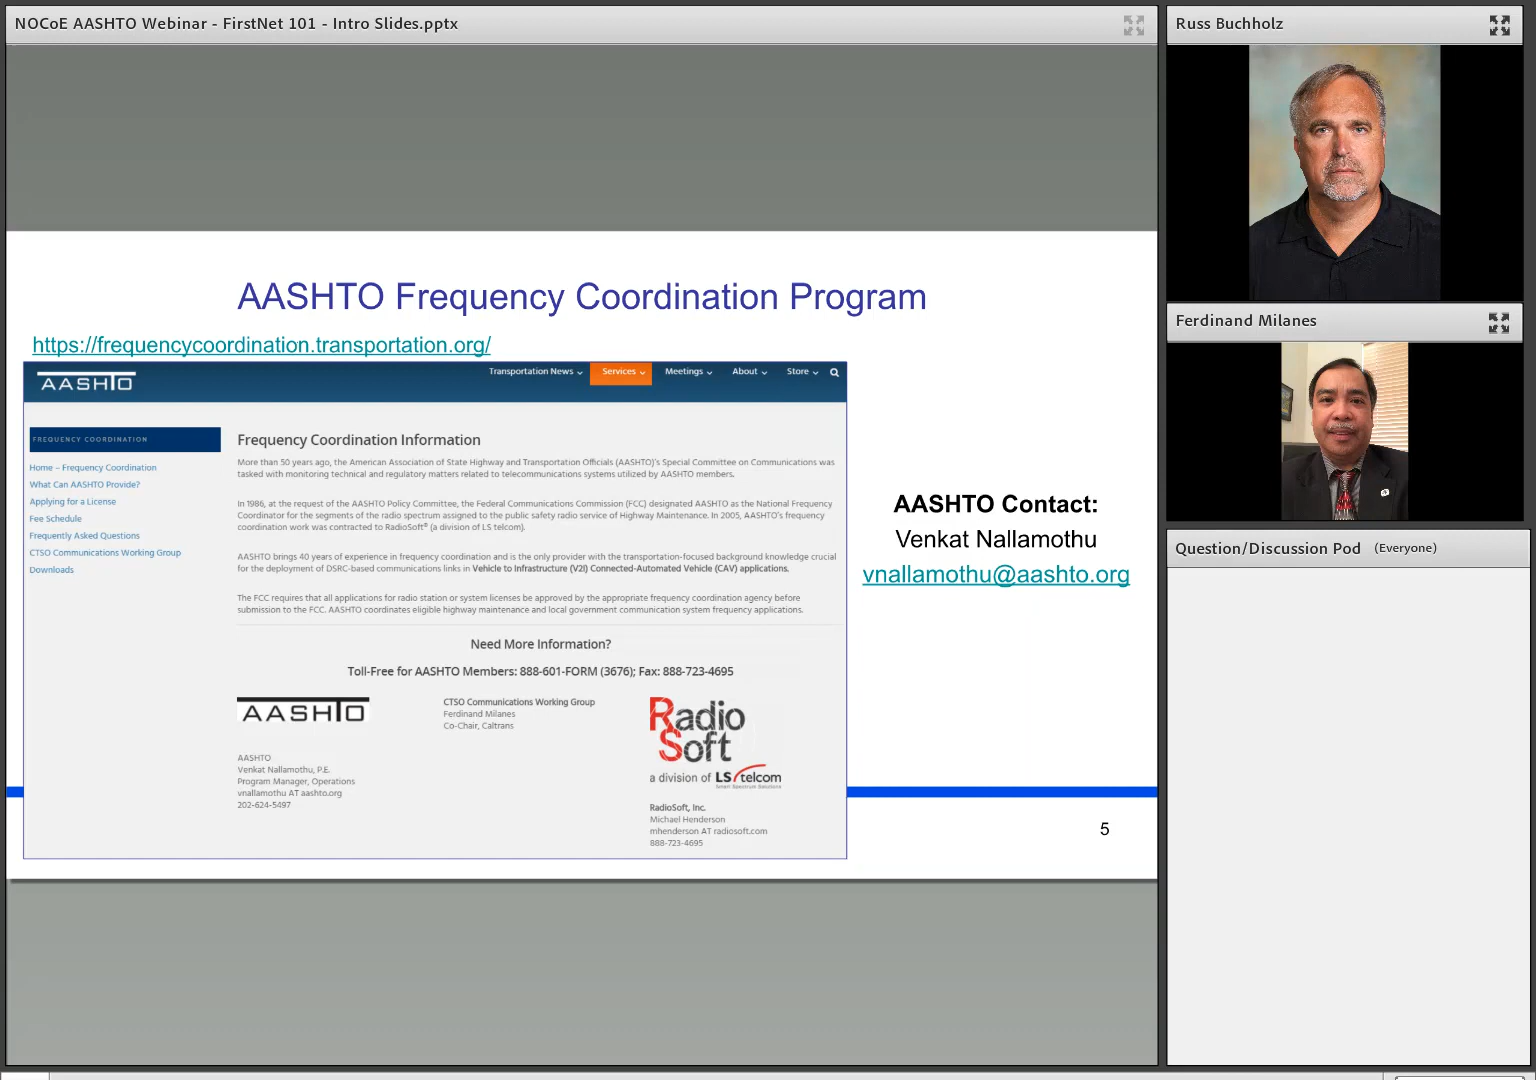 NOCoE AASHTO Webinar - FirstNet 101 - Intro Slides.pptx
AASHTO Frequency Coordination Program
https://frequencycoordination.transportation.org/
AASHTO
Transportation News
Services
Meetings
About
Store
FREQUENCY COORDINATION
Home – Frequency Coordination
What Can AASHTO Provide?
Applying for a License
Fee Schedule
Frequently Asked Questions
CTSO Communications Working Group
Downloads
Frequency Coordination Information
More than 50 years ago, the American Association of State Highway and Transportation Officials (AASHTO)'s Special Committee on Communications was
tasked with monitoring technical and regulatory matters related to telecommunications systems utilized by AASHTO members.
In 1986, at the request of the AASHTO Policy Committee, the Federal Communications Commission (FCC) designated AASHTO as the National Frequency
Coordinator for the segments of the radio spectrum assigned to the public safety radio service of Highway Maintenance. In 2005, AASHTO's frequency
coordination work was contracted to RadioSoft® (a division of LS telcom).
AASHTO brings 40 years of experience in frequency coordination and is the only provider with the transportation-focused background knowledge crucial
for the deployment of DSRC-based communications links in Vehicle to Infrastructure (V2I) Connected-Automated Vehicle (CAV) applications.
The FCC requires that all applications for radio station or system licenses be approved by the appropriate frequency coordination agency before
submission to the FCC. AASHTO coordinates eligible highway maintenance and local government communication system frequency applications.
Need More Information?
Toll-Free for AASHTO Members: 888-601-FORM (3676); Fax: 888-723-4695
AASHTO
AASHTO
Venkat Nallamothu, P.E.
Program Manager, Operations
vnallamothu AT aashto.org
202-624-5497
CTSO Communications Working Group
Ferdinand Milanes
Co-Chair, Caltrans
Radio
Soft
a division of LS telcom
Smart Spectrum Solutions
RadioSoft, Inc.
Michael Henderson
mhenderson AT radiosoft.com
888-723-4695
AASHTO Contact:
Venkat Nallamothu
vnallamothu@aashto.org
5
Russ Buchholz
Ferdinand Milanes
Question/Discussion Pod (Everyone)